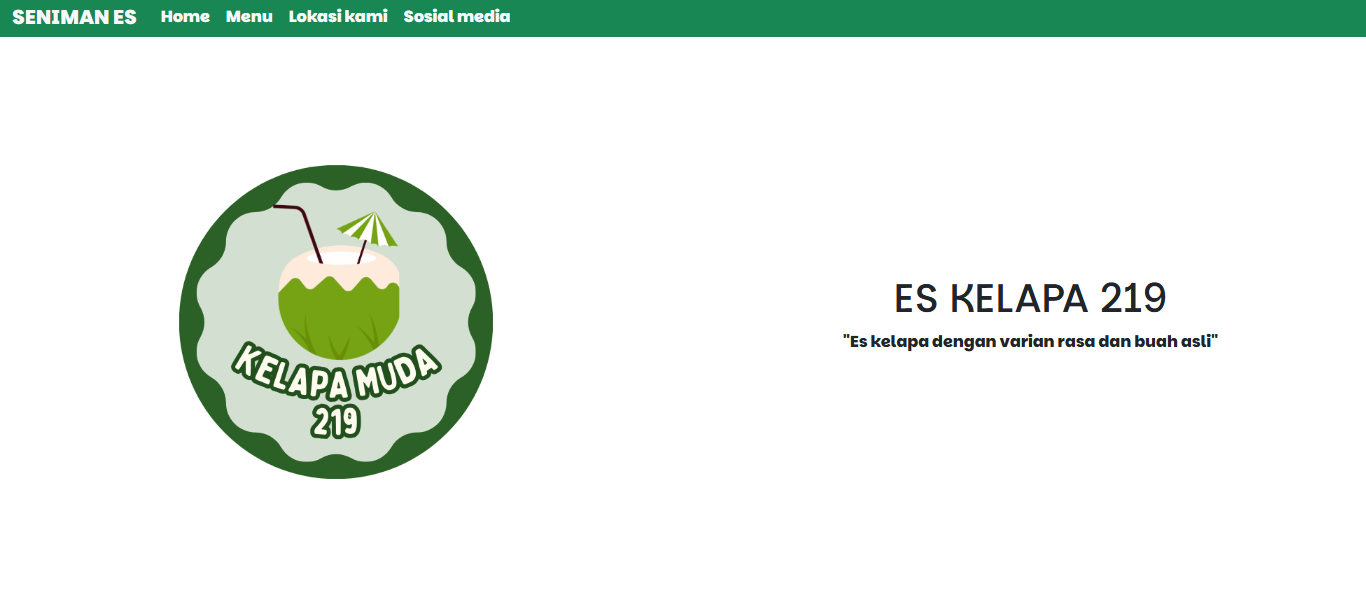 SENIMAN ES Home Menu Lokasi kami Sosial media
KELAPA MUDA
219
ES KELAPA 219
"Es kelapa dengan varian rasa dan buah asli"